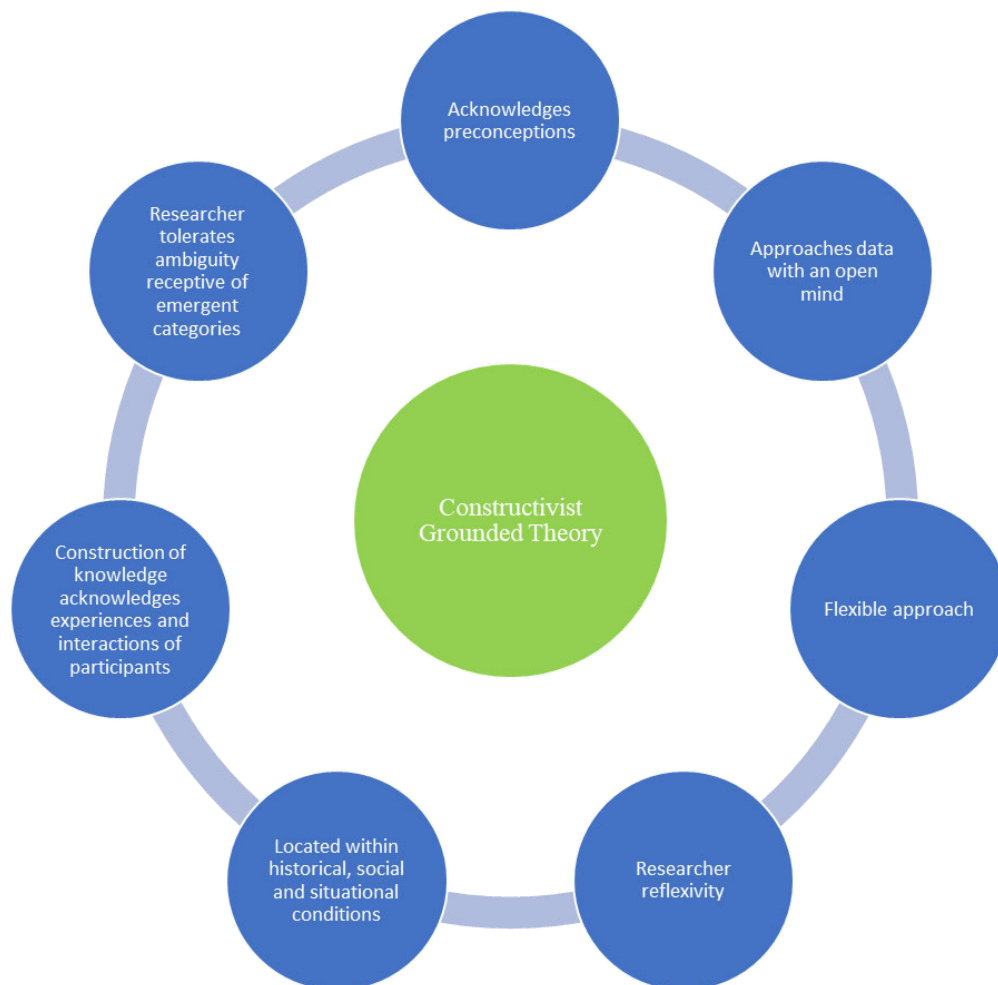 Acknowledges
preconceptions
Approaches data
with an open
mind
Flexible approach
Researcher
reflexivity
Located within
historical, social
and situational
conditions
Construction of
knowledge
acknowledges
experiences and
interactions of
participants
Researcher
tolerates
ambiguity
receptive of
emergent
categories
Constructivist
Grounded Theory